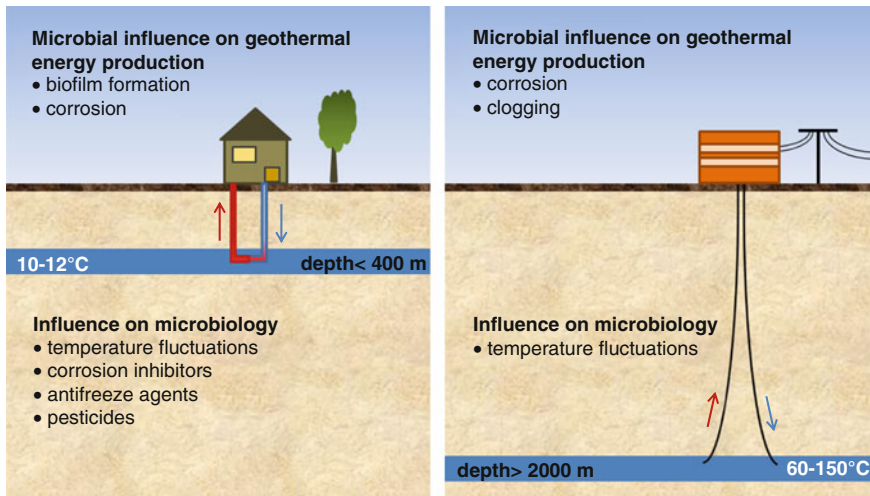 Microbial influence on geothermal
energy production
• biofilm formation
• corrosion
10-12°C
depth< 400 m
Influence on microbiology
• temperature fluctuations
• corrosion inhibitors
• antifreeze agents
• pesticides
Microbial influence on geothermal
energy production
• corrosion
• clogging
Influence on microbiology
• temperature fluctuations
depth> 2000 m
60-150°C